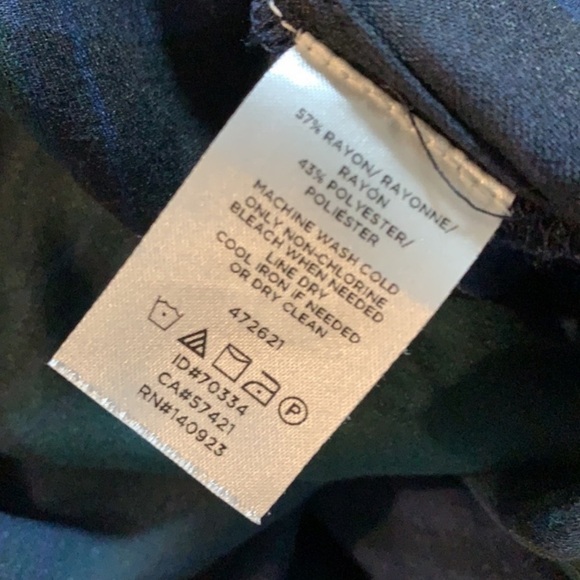 57% RAYON/ RAYONNE/
RAYÓN
43% POLYESTER/
POLIESTER
MACHINE WASH COLD
ONLY NON-CHLORINE
BLEACH WHEN NEEDED
LINE DRY
COOL IRON IF NEEDED
OR DRY CLEAN
472621
P
ID#70334
CA#57421
RN#140923